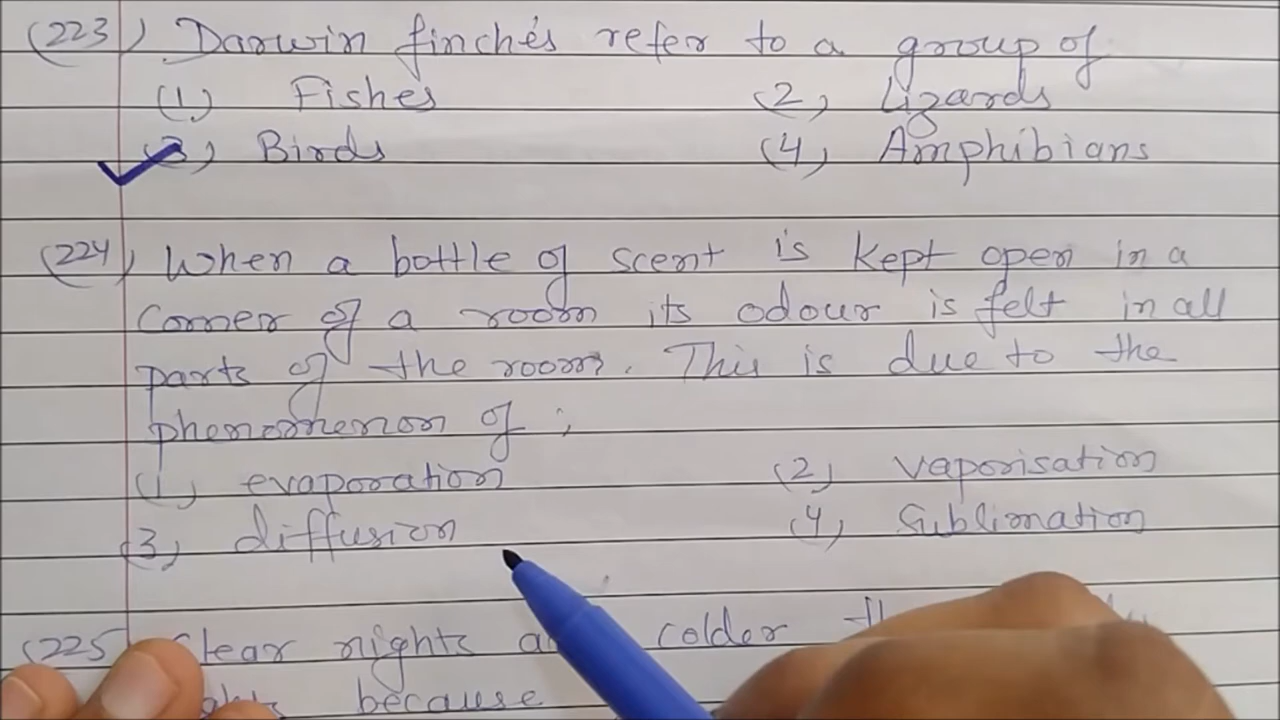 (223) Darwin finche's refer to a group of
(1) Fishes (2) Lizards
(3) Birds (4) Amphibians
(224) When a bottle of scent is kept open in a
corner of a room its odour is felt in all
parts of the room. This is due to the
phenomenon of ;
(1) evaporation (2) Vaporisation
(3) diffusion (4) Sublimation
(225 clear nights colder
because